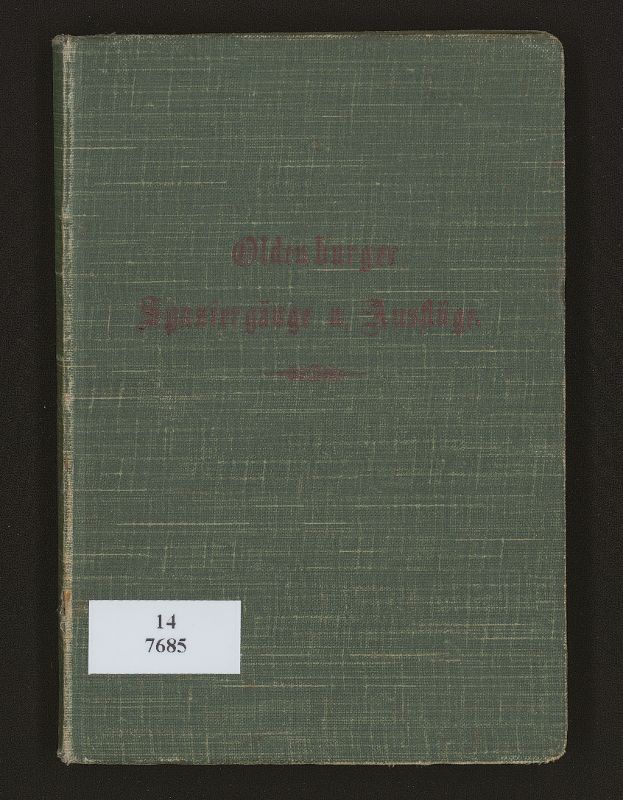 Oldenburger
Spaziergänge u. Ausflüge.
14
7685